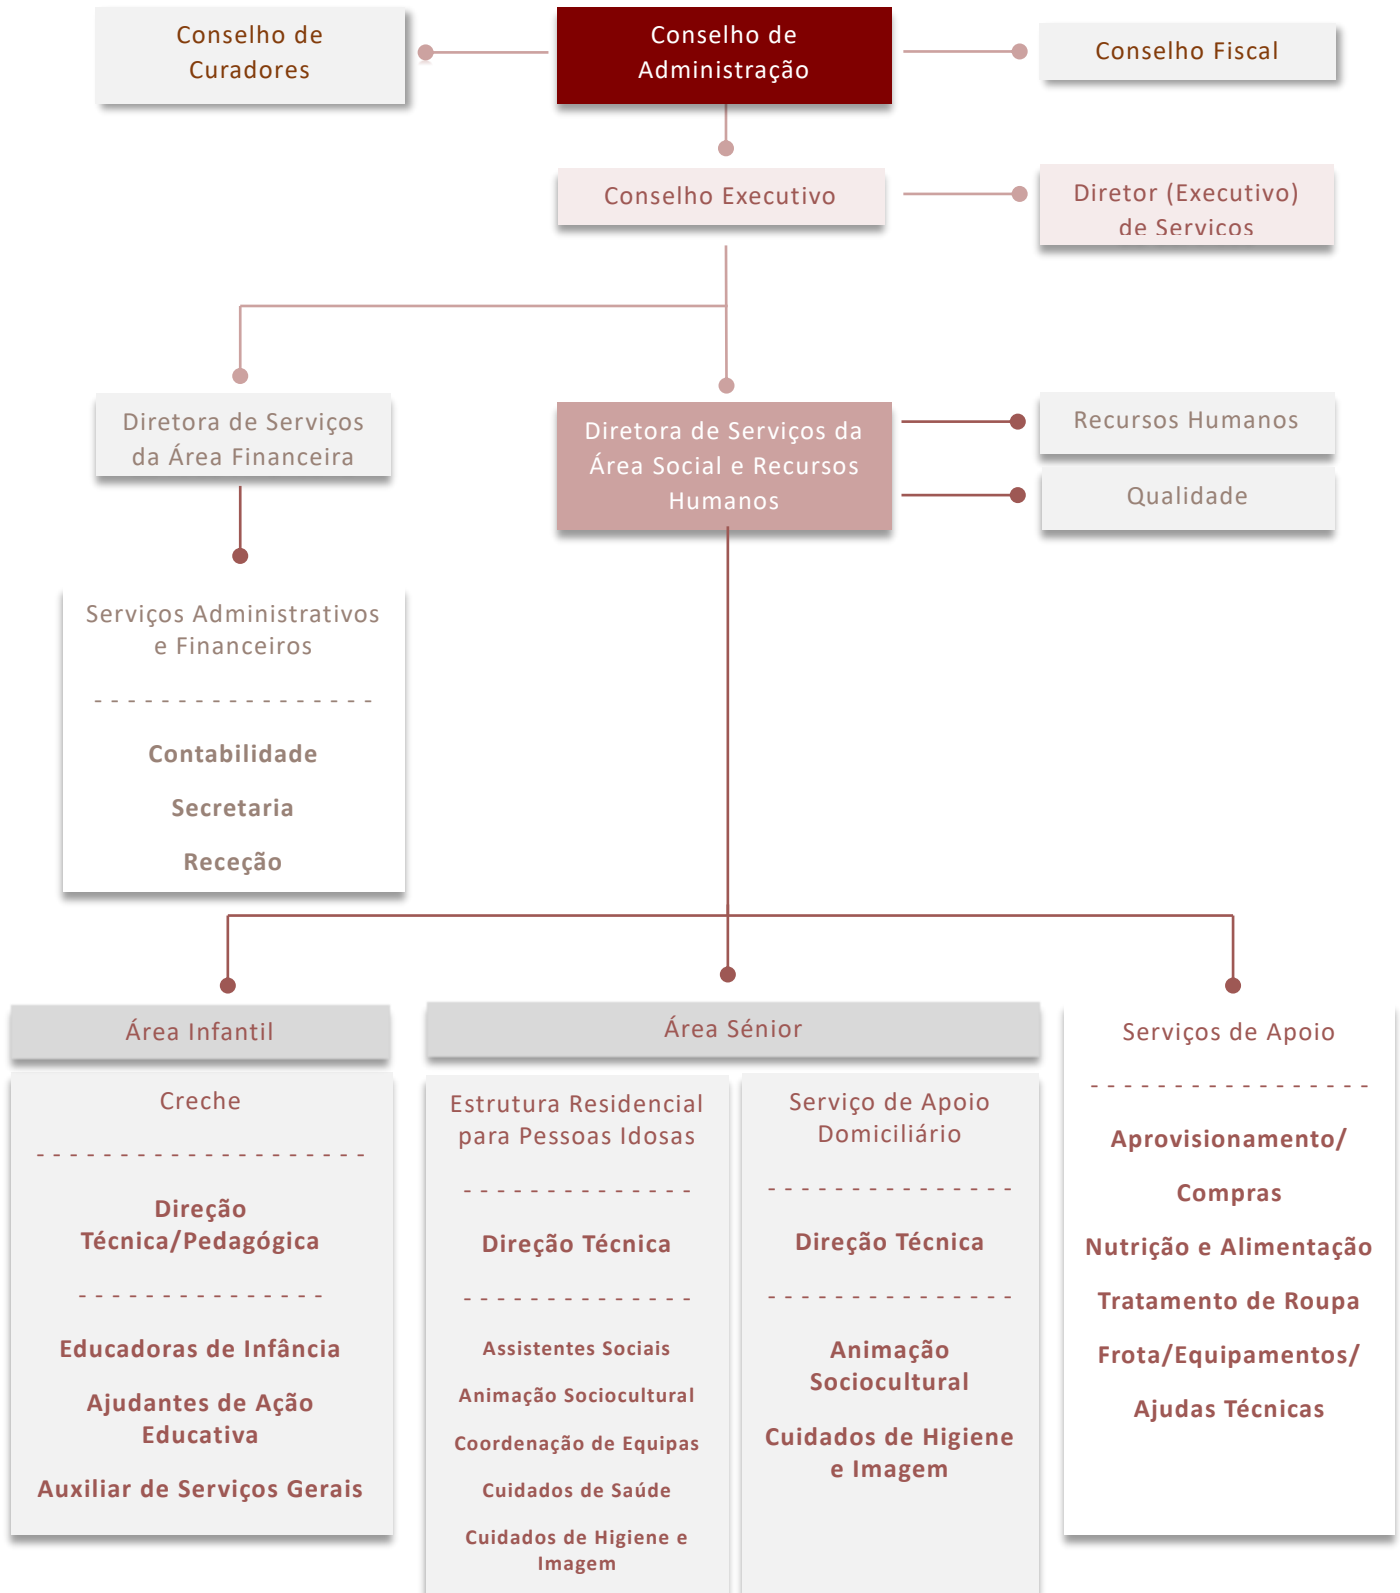 Conselho de
Curadores
Conselho de
Administração
Conselho Fiscal
Conselho Executivo
Diretor (Executivo)
de Serviços
Diretora de Serviços
da Área Financeira
Diretora de Serviços da
Área Social e Recursos
Humanos
Recursos Humanos
Qualidade
Serviços Administrativos
e Financeiros
- - - - - - - - - - - - - - - - -
Contabilidade
Secretaria
Receção
Área Infantil
Creche
- - - - - - - - - - - - - - - - - - - -
Direção
Técnica/Pedagógica
- - - - - - - - - - - - - - -
Educadoras de Infância
Ajudantes de Ação
Educativa
Auxiliar de Serviços Gerais
Área Sénior
Estrutura Residencial
para Pessoas Idosas
- - - - - - - - - - - - - -
Direção Técnica
- - - - - - - - - - - - - -
Assistentes Sociais
Animação Sociocultural
Coordenação de Equipas
Cuidados de Saúde
Cuidados de Higiene e
Imagem
Serviço de Apoio
Domiciliário
- - - - - - - - - - - - - - -
Direção Técnica
- - - - - - - - - - - - - - -
Animação
Sociocultural
Cuidados de Higiene
e Imagem
Serviços de Apoio
- - - - - - - - - - - - - - - - -
Aprovisionamento/
Compras
Nutrição e Alimentação
Tratamento de Roupa
Frota/Equipamentos/
Ajudas Técnicas